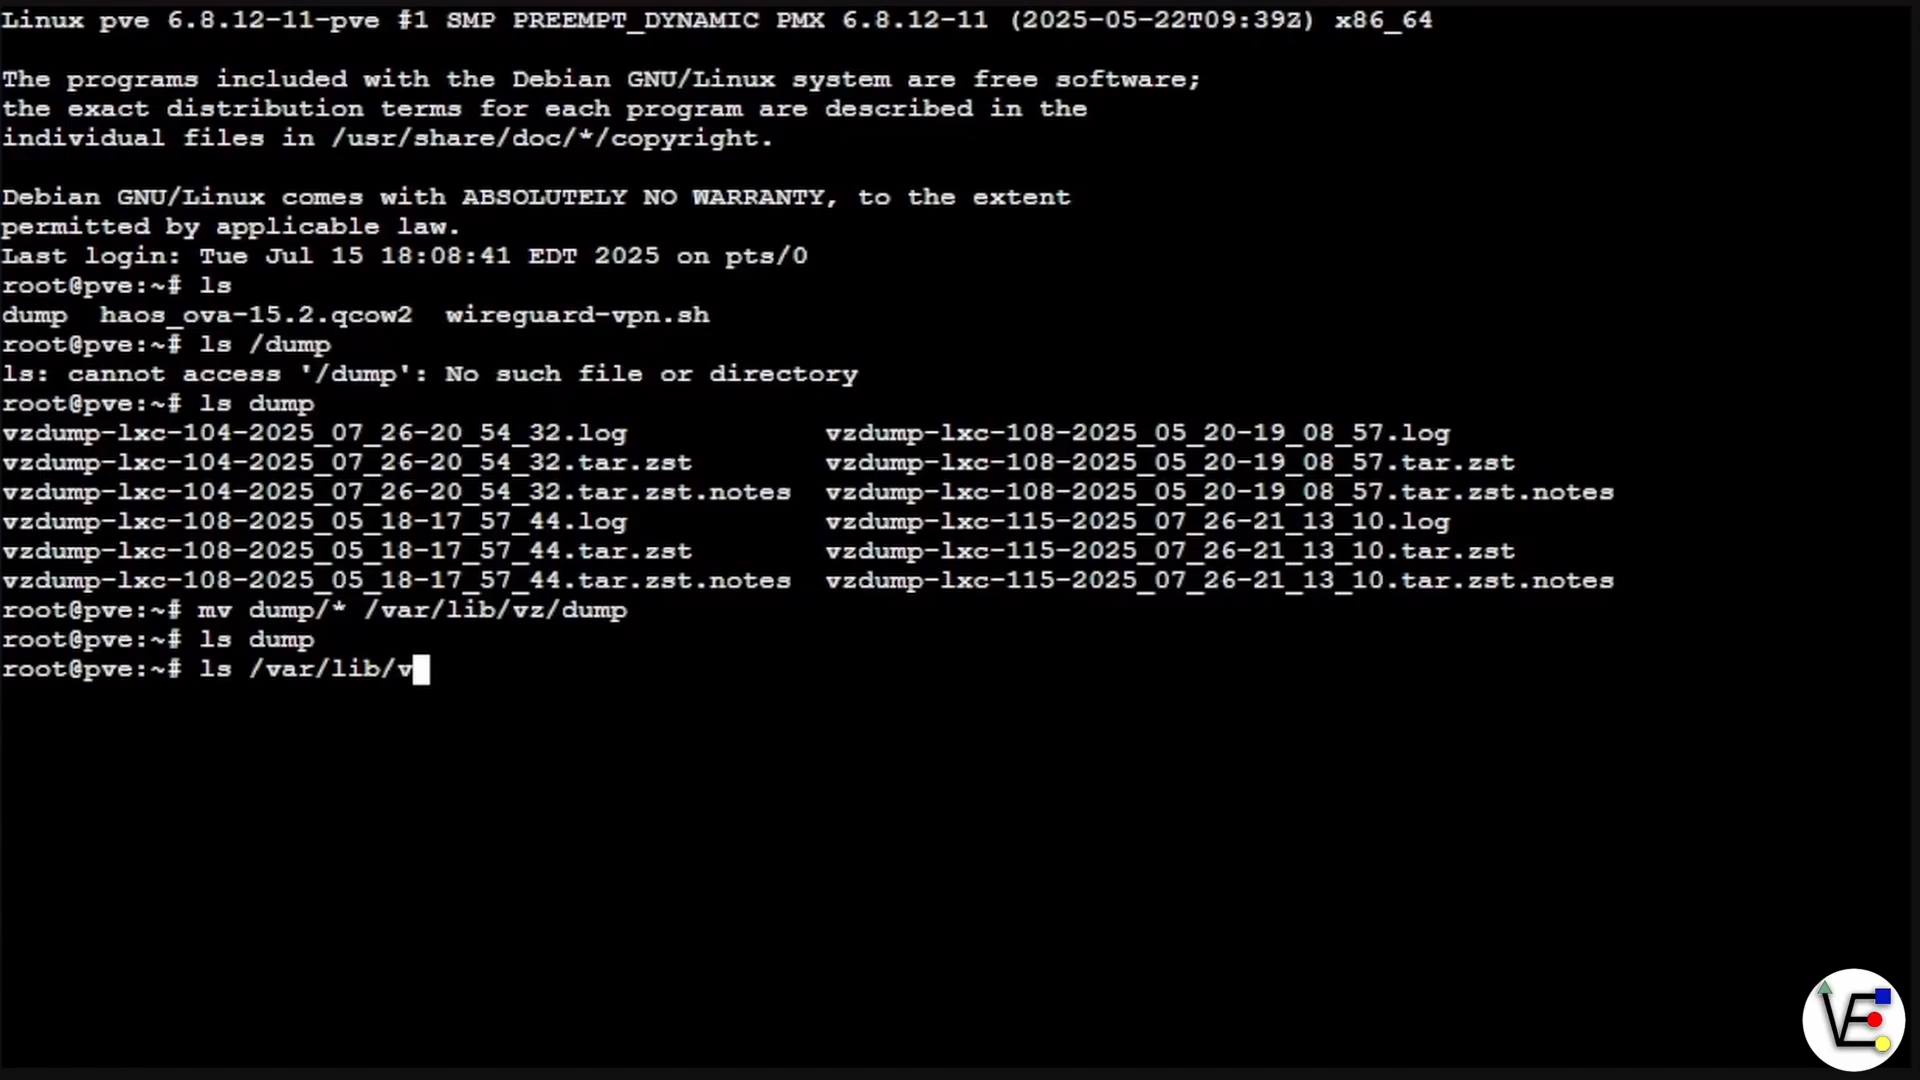 Linux pve 6.8.12-11-pve #1 SMP PREEMPT_DYNAMIC PMX 6.8.12-11 (2025-05-22T09:39Z) x86_64
The programs included with the Debian GNU/Linux system are free software;
the exact distribution terms for each program are described in the
individual files in /usr/share/doc/*/copyright.
Debian GNU/Linux comes with ABSOLUTELY NO WARRANTY, to the extent
permitted by applicable law.
Last login: Tue Jul 15 18:08:41 EDT 2025 on pts/0
root@pve:~# ls
dump  haos_ova-15.2.qcow2  wireguard-vpn.sh
root@pve:~# ls /dump
ls: cannot access '/dump': No such file or directory
root@pve:~# ls dump
vzdump-lxc-104-2025_07_26-20_54_32.log            vzdump-lxc-108-2025_05_20-19_08_57.log
vzdump-lxc-104-2025_07_26-20_54_32.tar.zst        vzdump-lxc-108-2025_05_20-19_08_57.tar.zst
vzdump-lxc-104-2025_07_26-20_54_32.tar.zst.notes  vzdump-lxc-108-2025_05_20-19_08_57.tar.zst.notes
vzdump-lxc-108-2025_05_18-17_57_44.log            vzdump-lxc-115-2025_07_26-21_13_10.log
vzdump-lxc-108-2025_05_18-17_57_44.tar.zst        vzdump-lxc-115-2025_07_26-21_13_10.tar.zst
vzdump-lxc-108-2025_05_18-17_57_44.tar.zst.notes  vzdump-lxc-115-2025_07_26-21_13_10.tar.zst.notes
root@pve:~# mv dump/* /var/lib/vz/dump
root@pve:~# ls dump
root@pve:~# ls /var/lib/v
VE